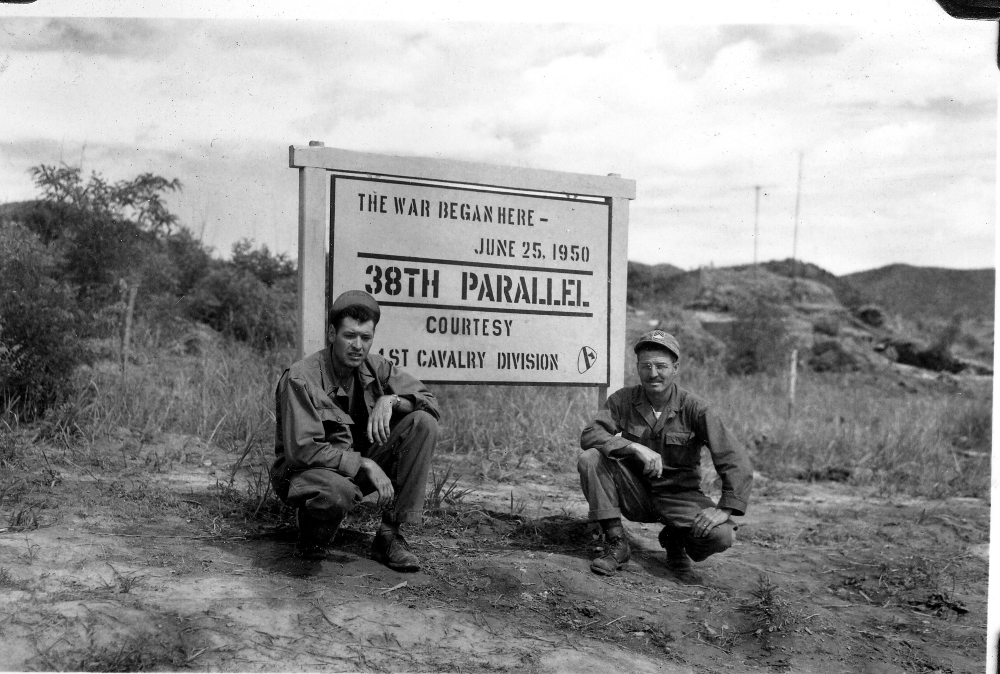 THE WAR BEGAN HERE –
JUNE 25, 1950
38TH PARALLEL
COURTESY
1ST CAVALRY DIVISION